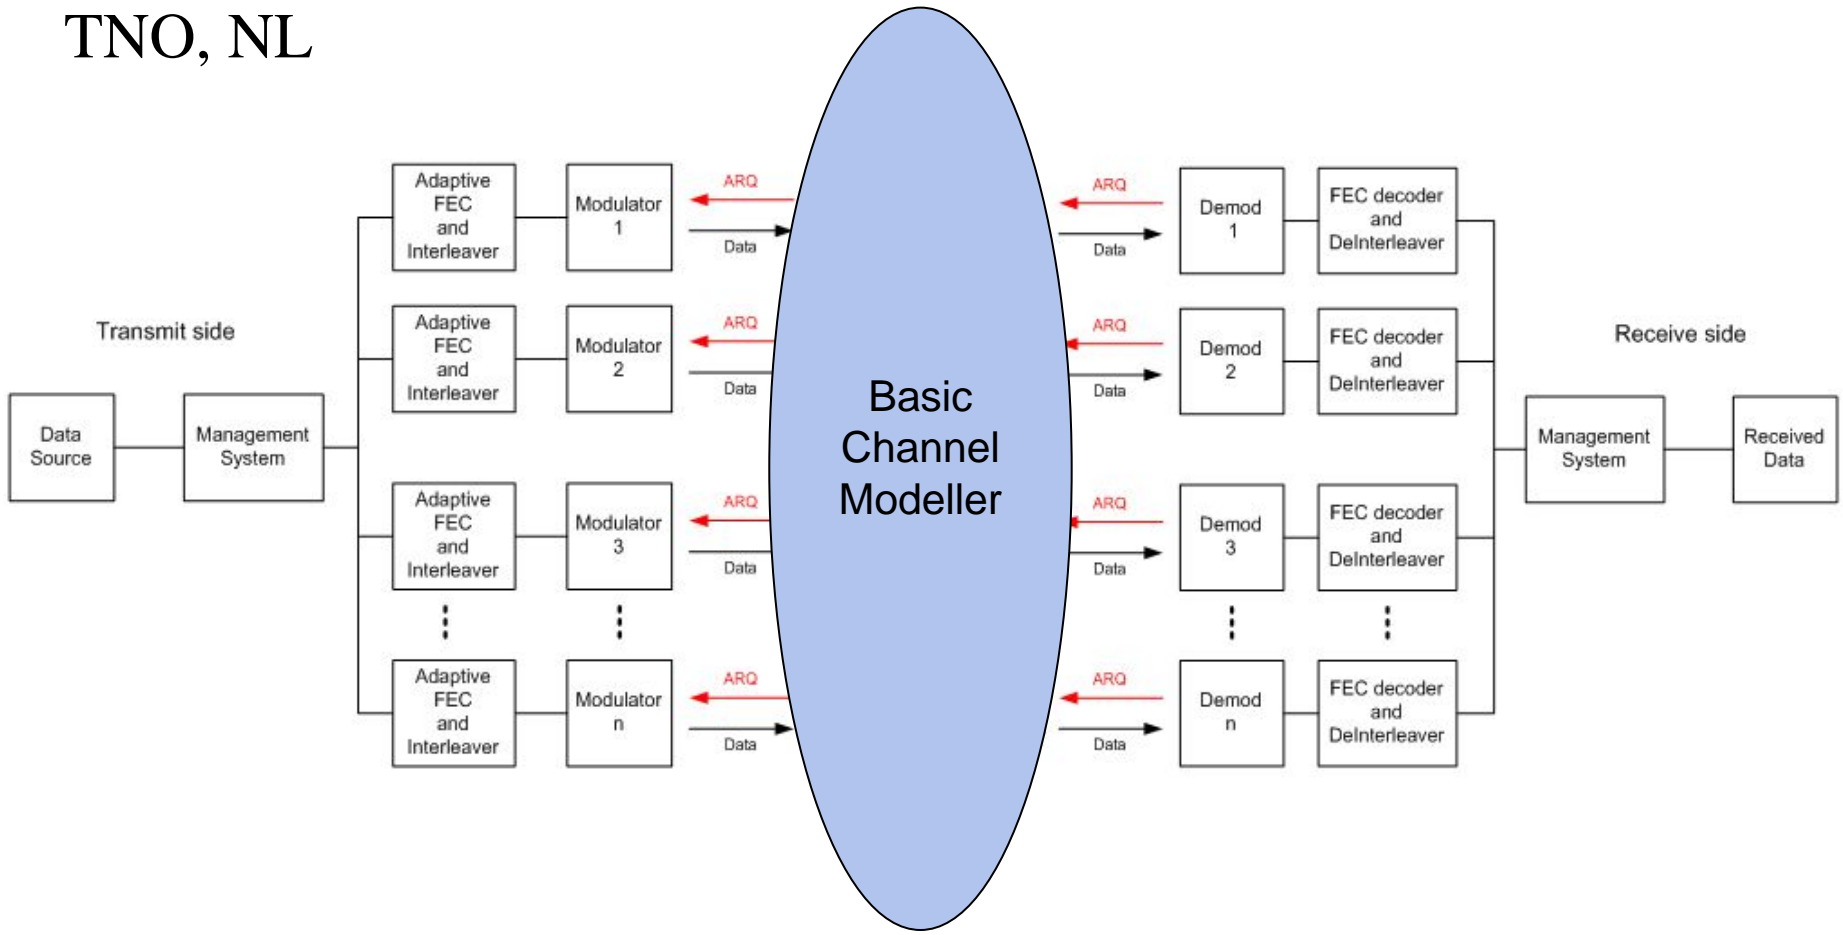 TNO, NL
Transmit side
Data
Source
Management
System
Adaptive
FEC
and
Interleaver
Modulator
1
ARQ
Data
Adaptive
FEC
and
Interleaver
Modulator
2
ARQ
Data
Adaptive
FEC
and
Interleaver
Modulator
3
ARQ
Data
Adaptive
FEC
and
Interleaver
Modulator
n
ARQ
Data
Basic
Channel
Modeller
ARQ
Data
Demod
1
FEC decoder
and
DeInterleaver
ARQ
Data
Demod
2
FEC decoder
and
DeInterleaver
ARQ
Data
Demod
3
FEC decoder
and
DeInterleaver
ARQ
Data
Demod
n
FEC decoder
and
DeInterleaver
Receive side
Management
System
Received
Data